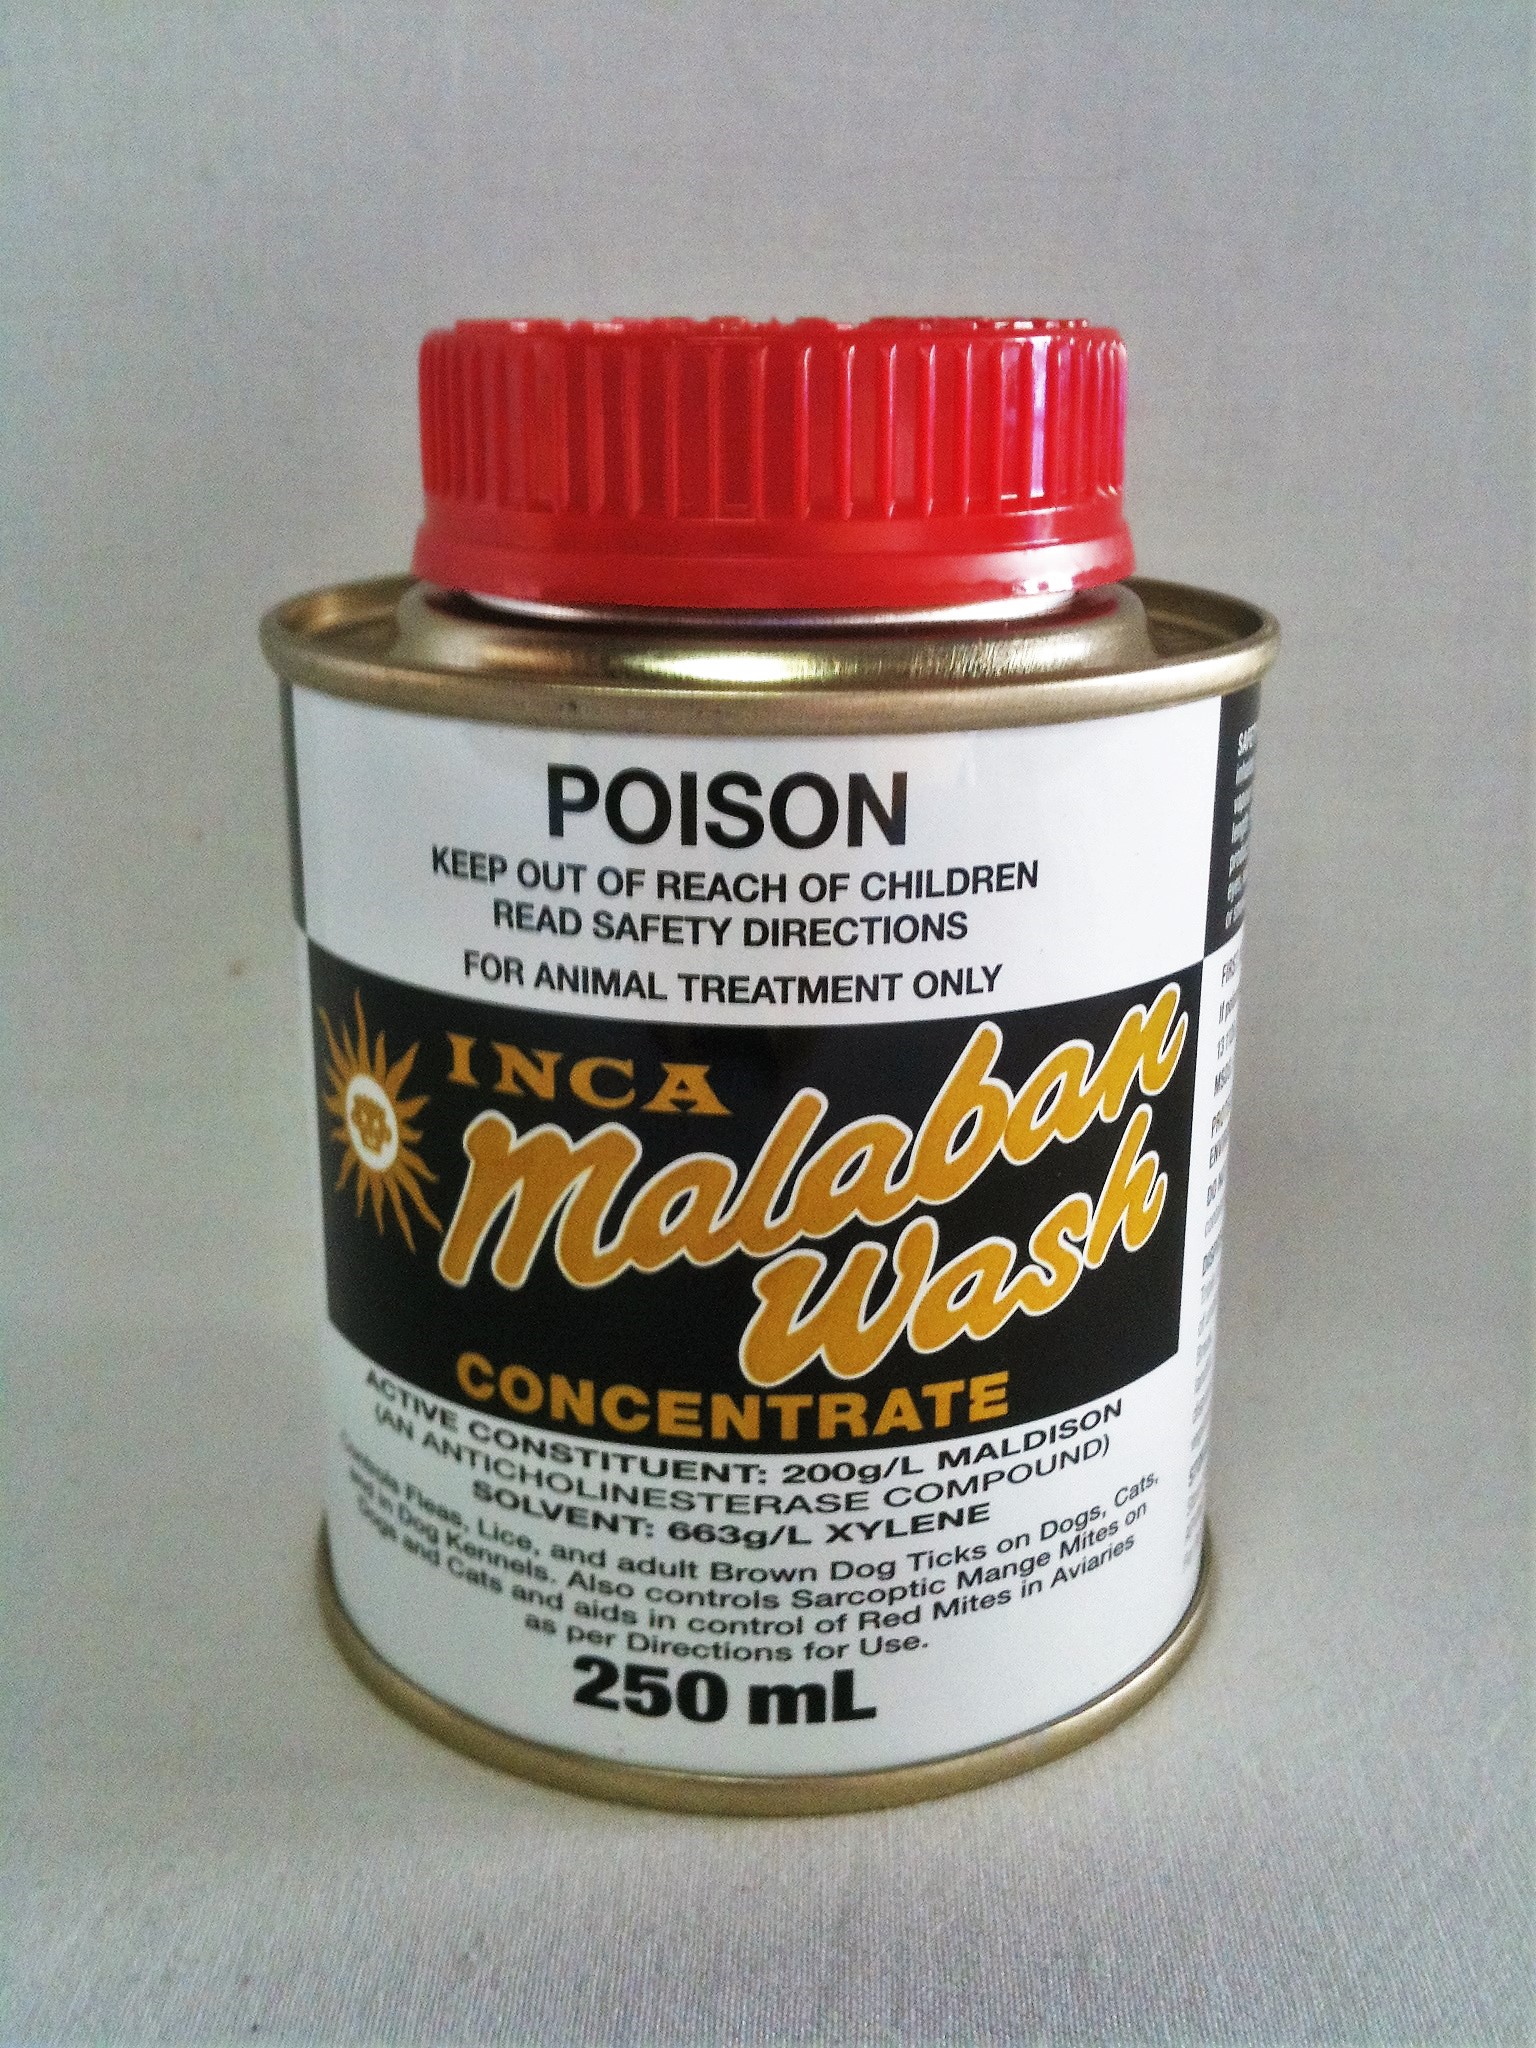 POISON
KEEP OUT OF REACH OF CHILDREN
READ SAFETY DIRECTIONS
FOR ANIMAL TREATMENT ONLY
INCA
Malaban
Wash
CONCENTRATE
ACTIVE CONSTITUENT: 200g/L MALDISON
(AN ANTICHOLINESTERASE COMPOUND)
SOLVENT: 663g/L XYLENE
Controls Fleas, Lice, and adult Brown Dog Ticks on Dogs, Cats,
and in Dog Kennels. Also controls Sarcoptic Mange Mites on
Dogs and Cats and aids in control of Red Mites in Aviaries
as per Directions for Use.
250 mL